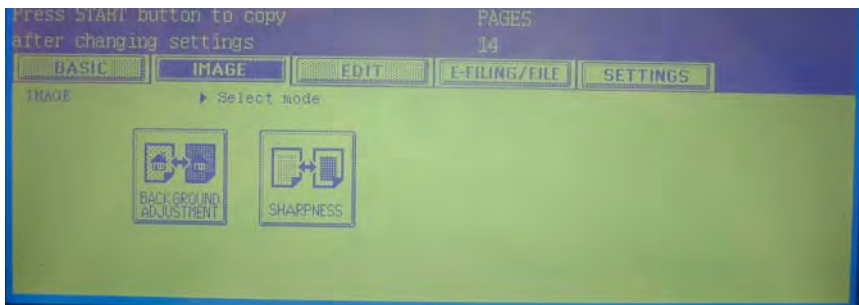 Press START button to copy PAGES
after changing settings 14
BASIC IMAGE EDIT E-FILING/FILE SETTINGS
IMAGE ▶ Select mode
BACKGROUND
ADJUSTMENT
SHARPNESS